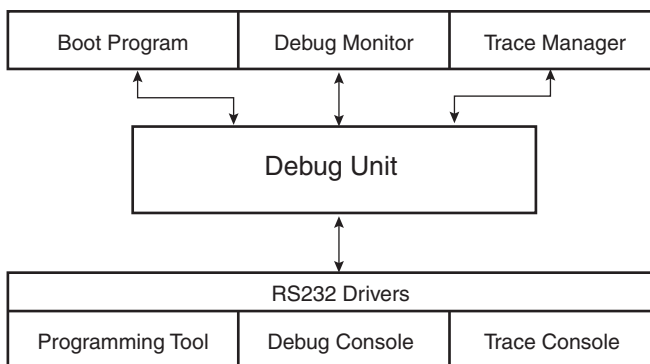 Boot Program Debug Monitor Trace Manager
Debug Unit
RS232 Drivers
Programming Tool Debug Console Trace Console